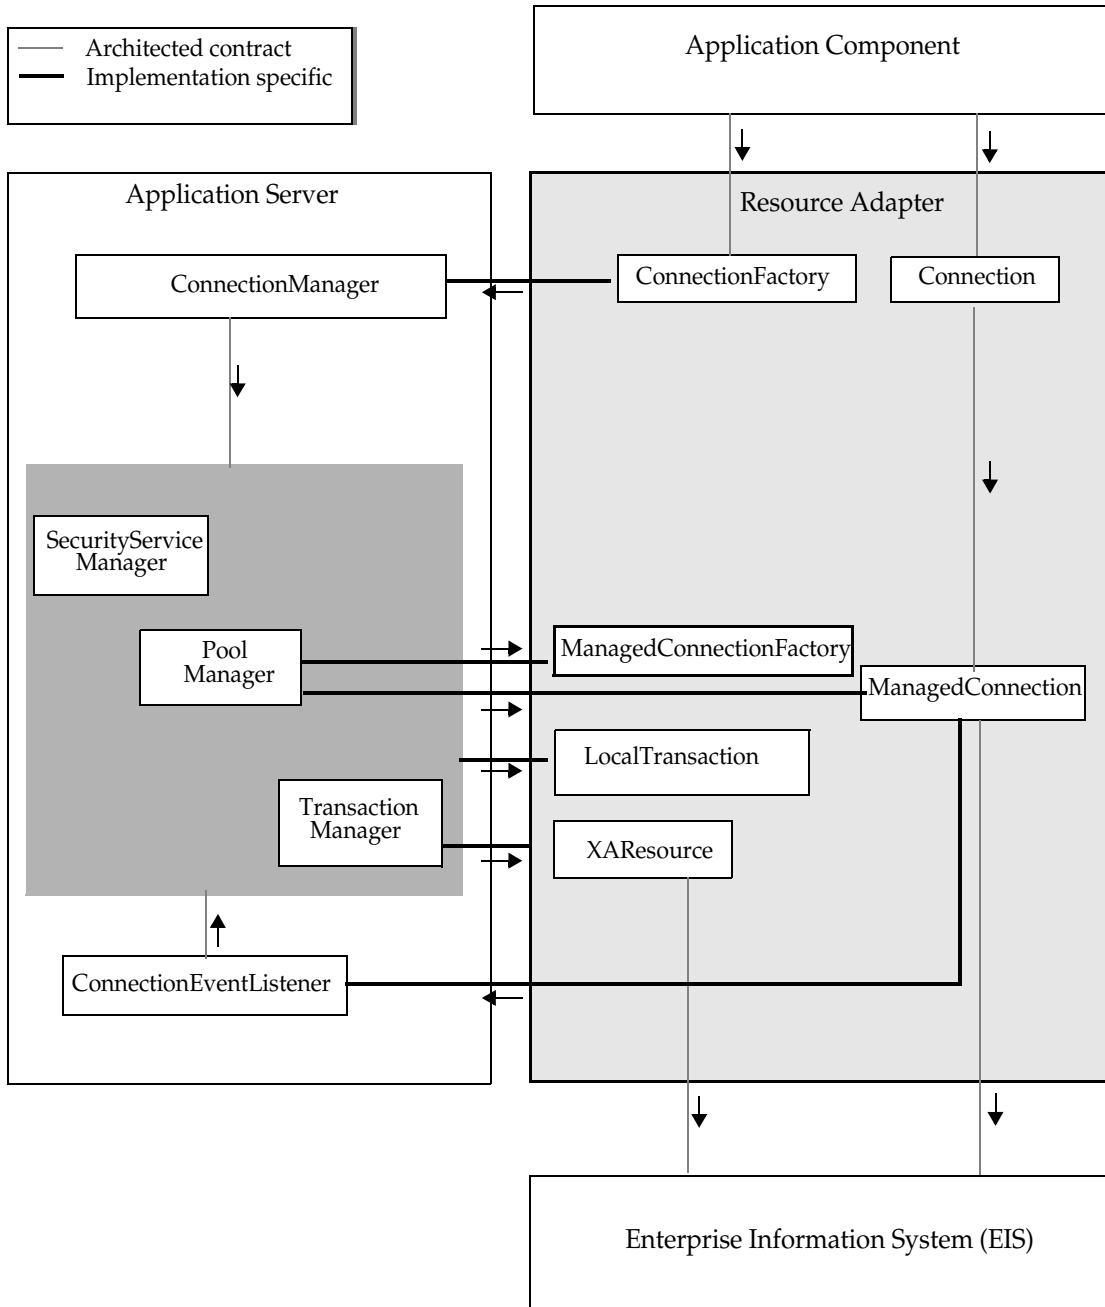 Architected contract
Implementation specific
Application Component
Application Server
Resource Adapter
ConnectionManager
ConnectionFactory
Connection
SecurityService
Manager
Pool
Manager
ManagedConnectionFactory
ManagedConnection
LocalTransaction
Transaction
Manager
XAResource
ConnectionEventListener
Enterprise Information System (EIS)